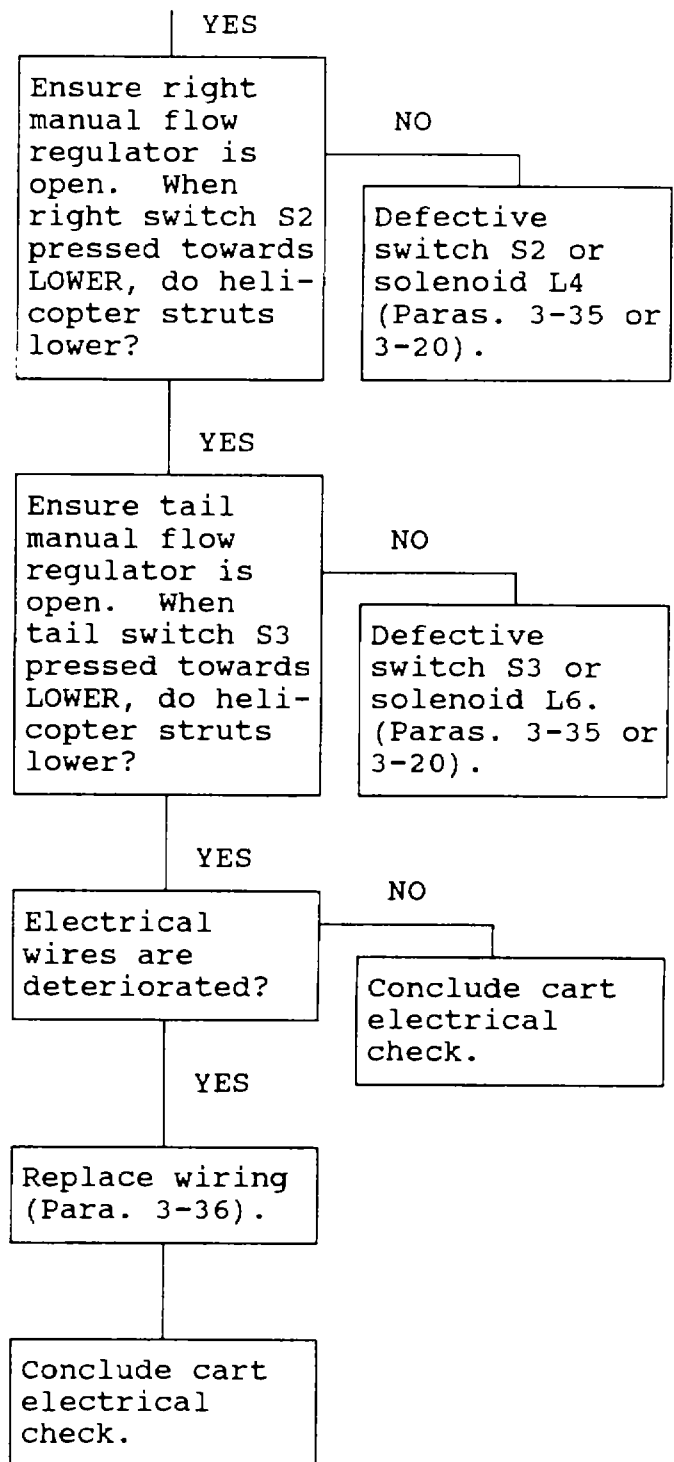 YES
Ensure right
manual flow
regulator is
open. When
right switch S2
pressed towards
LOWER, do heli-
copter struts
lower?
NO
Defective
switch S2 or
solenoid L4
(Paras. 3-35 or
3-20).
YES
Ensure tail
manual flow
regulator is
open. When
tail switch S3
pressed towards
LOWER, do heli-
copter struts
lower?
NO
Defective
switch S3 or
solenoid L6.
(Paras. 3-35 or
3-20).
YES
Electrical
wires are
deteriorated?
NO
Conclude cart
electrical
check.
YES
Replace wiring
(Para. 3-36).
Conclude cart
electrical
check.